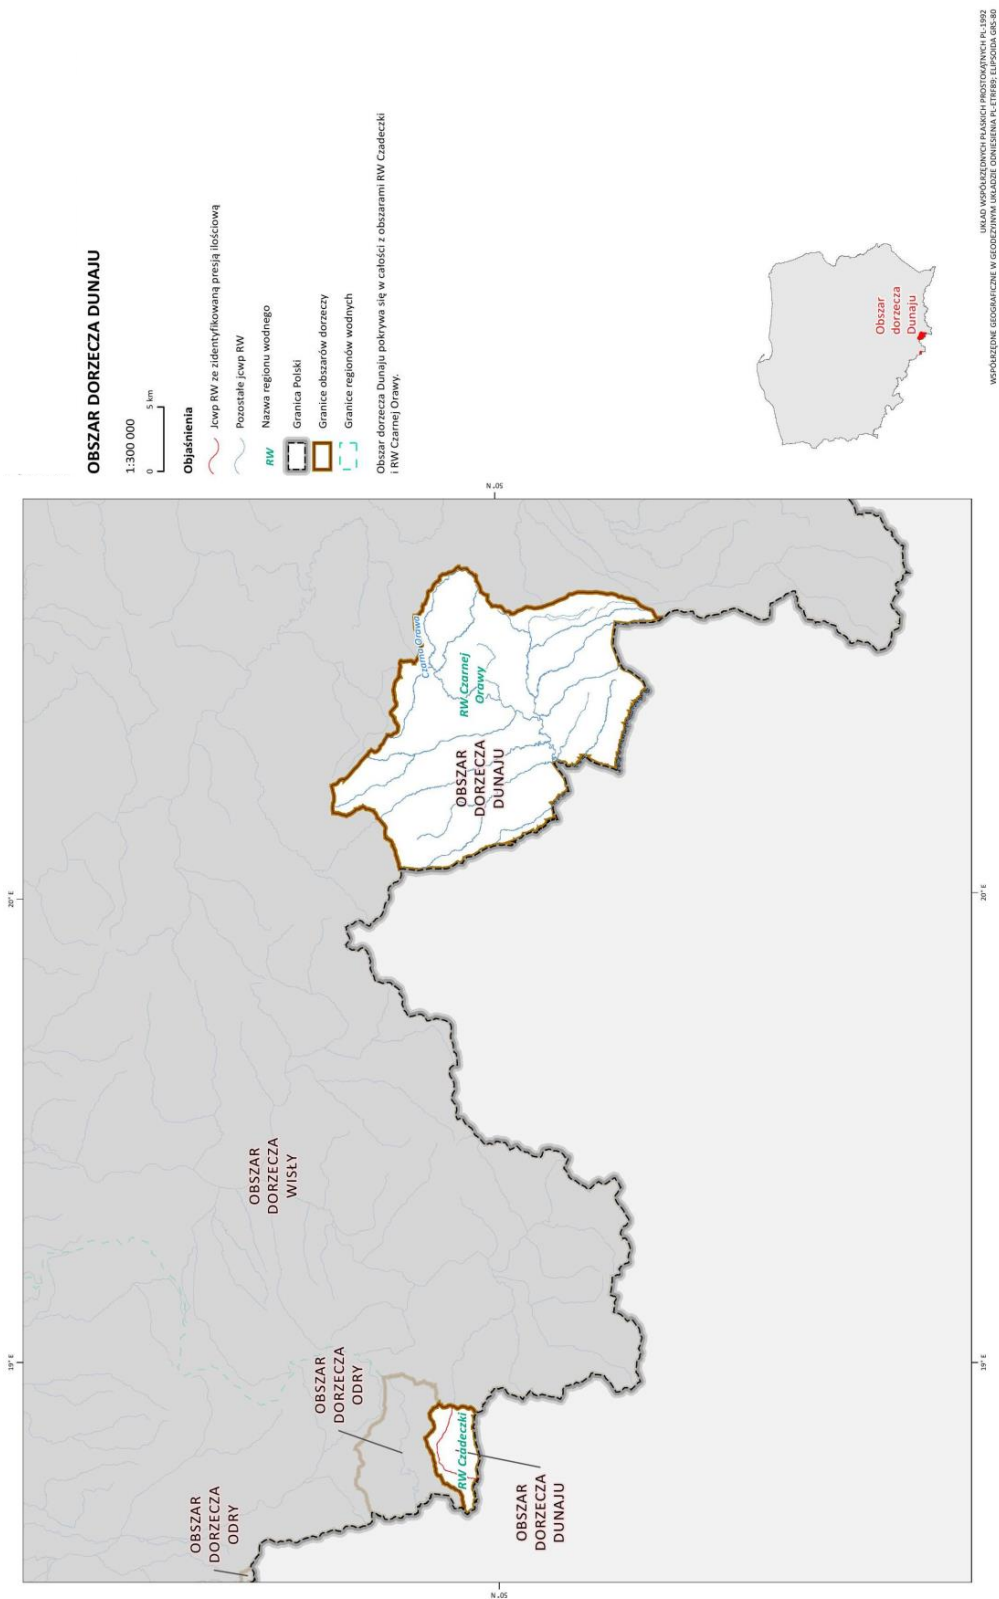 OBSZAR DORZECZA DUNAJU
1:300 000
0 5 km
Objaśnienia
Jcwp RW ze zidentyfikowaną presją ilościową
Pozostałe jcwp RW
RW Nazwa regionu wodnego
Granica Polski
Granice obszarów dorzeczy
Granice regionów wodnych
Obszar dorzecza Dunaju pokrywa się w całości z obszarami RW Czadeczki
i RW Czarnej Orawy.
Obszar
dorzecza
Dunaju
UKŁAD WSPÓŁRZĘDNYCH PŁASKICH PROSTOKĄTNYCH PL-1992
WSPÓŁRZĘDNE GEOGRAFICZNE W GEODEZYJNYM UKŁADZIE ODNIESIENIA PL-ETRF89; ELIPSOIDA GRS-80
19° E
20° E
OBSZAR
DORZECZA
ODRY
OBSZAR
DORZECZA
ODRY
OBSZAR
DORZECZA
WISŁY
Czarna Orawa
RW Czarnej
Orawy
OBSZAR
DORZECZA
DUNAJU
RW Czadeczki
OBSZAR
DORZECZA
DUNAJU
50° N
50° N
19° E
20° E